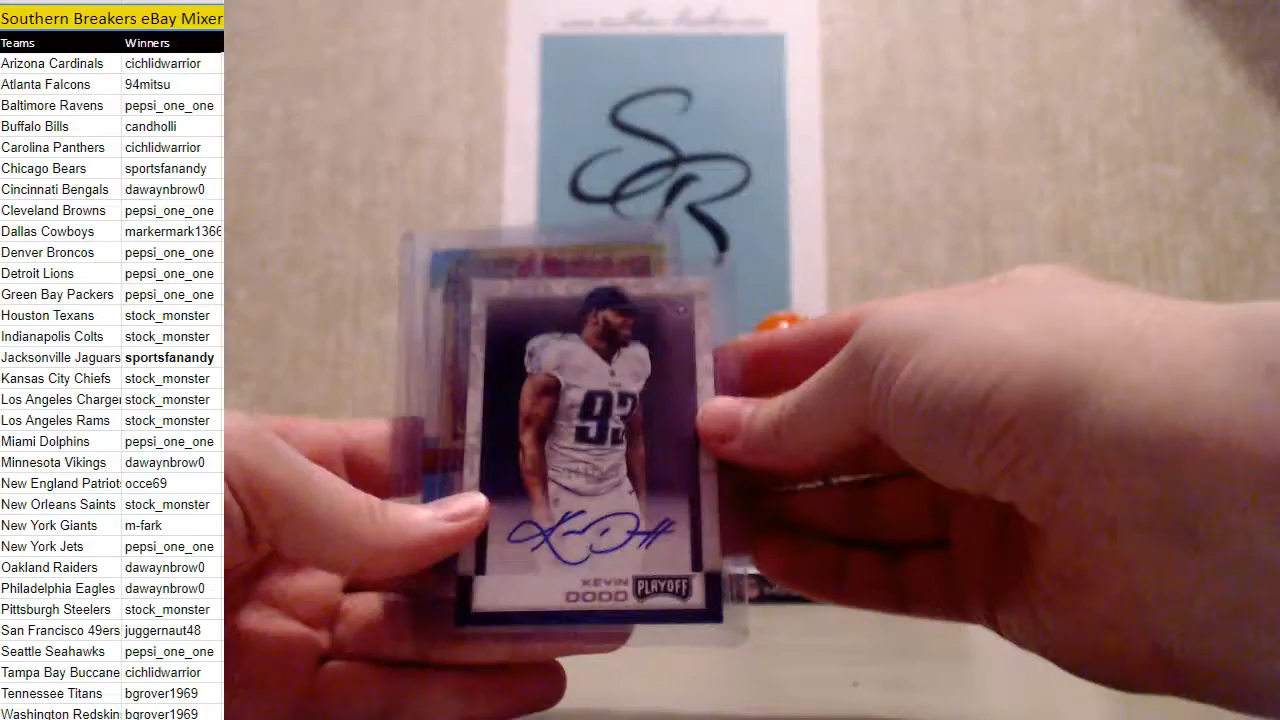 Southern Breakers eBay Mixer
Teams Winners
Arizona Cardinals cichlidwarrior
Atlanta Falcons 94mitsu
Baltimore Ravens pepsi_one_one
Buffalo Bills candholli
Carolina Panthers cichlidwarrior
Chicago Bears sportsfanandy
Cincinnati Bengals dawaynbrow0
Cleveland Browns pepsi_one_one
Dallas Cowboys markermark1366
Denver Broncos pepsi_one_one
Detroit Lions pepsi_one_one
Green Bay Packers pepsi_one_one
Houston Texans stock_monster
Indianapolis Colts stock_monster
Jacksonville Jaguars sportsfanandy
Kansas City Chiefs stock_monster
Los Angeles Charger stock_monster
Los Angeles Rams stock_monster
Miami Dolphins pepsi_one_one
Minnesota Vikings dawaynbrow0
New England Patriot occe69
New Orleans Saints stock_monster
New York Giants m-fark
New York Jets pepsi_one_one
Oakland Raiders dawaynbrow0
Philadelphia Eagles dawaynbrow0
Pittsburgh Steelers stock_monster
San Francisco 49ers juggernaut48
Seattle Seahawks pepsi_one_one
Tampa Bay Buccane cichlidwarrior
Tennessee Titans bgrover1969
Washington Redskin bgrover1969
SR
93
KEVIN
DODD
PLAYOFF